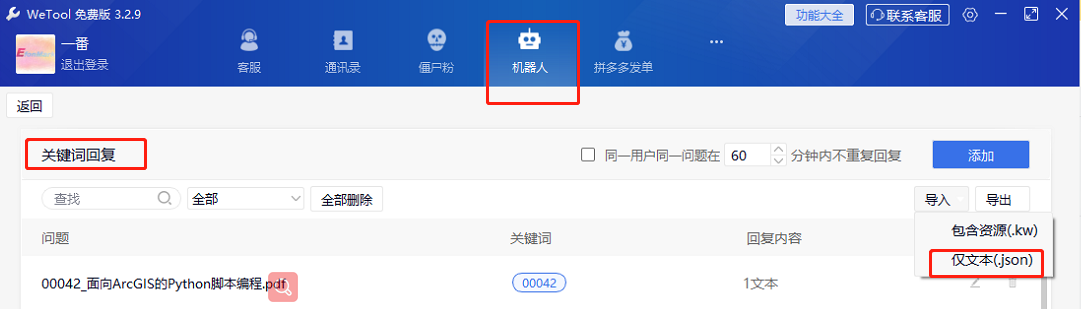 WeTool 免费版 3.2.9
功能大全
联系客服
一番
退出登录
客服
通讯录
僵尸粉
机器人
拼多多发单
返回
关键词回复
同一用户同一问题在 60 分钟内不重复回复
添加
查找
全部
全部删除
导入
导出
包含资源(.kw)
仅文本(.json)
问题
关键词
回复内容
00042_面向ArcGIS的Python脚本编程.pdf
00042
1文本